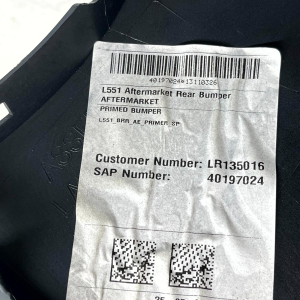 40197024*13110326
L551 Aftermarket Rear Bumper
AFTERMARKET
PRIMED BUMPER
L551_BRR_AE_PRIMER_SP
Customer Number: LR135016
SAP Number: 40197024